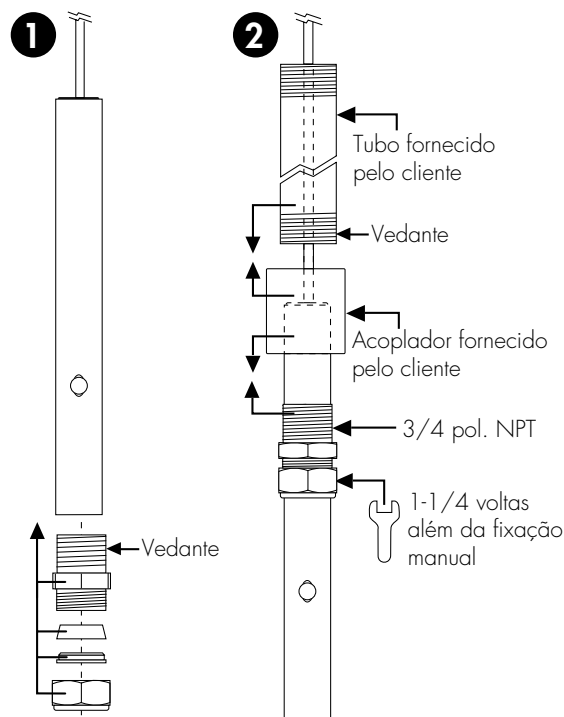 1
Vedante
2
Tubo fornecido
pelo cliente
Vedante
Acoplador fornecido
pelo cliente
3/4 pol. NPT
1-1/4 voltas
além da fixação
manual